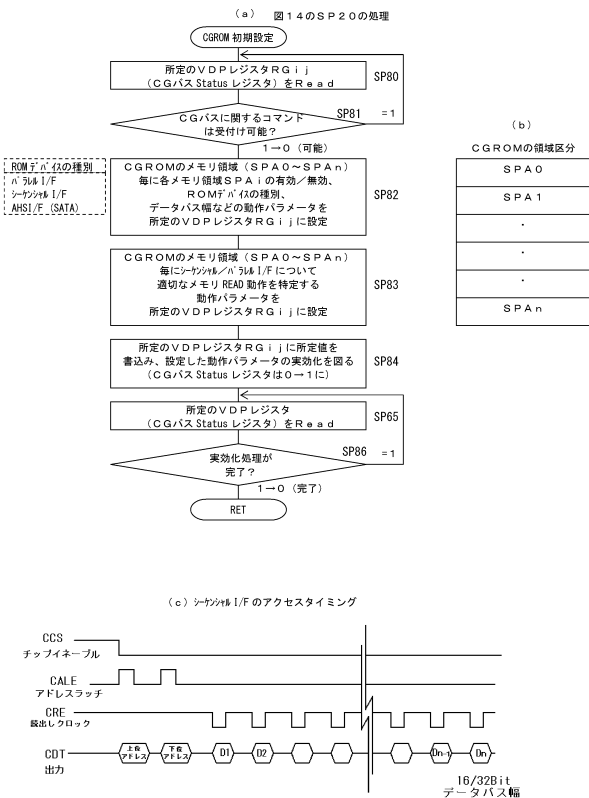 （a） 図１４のＳＰ２０の処理
CGROM 初期設定
所定のＶＤＰレジスタＲＧｉｊ
（ＣＧバス Status レジスタ）をＲｅａｄ
SP80
ＣＧバスに関するコマンド
は受付け可能？
SP81
=1
1→0（可能）
ROMﾃﾞﾊﾞｲｽの種別
ﾊﾟﾗﾚﾙ I/F
ｼｰｹﾝｼｬﾙ I/F
AHSI/F (SATA)
ＣＧＲＯＭのメモリ領域（ＳＰＡ０〜ＳＰＡｎ）
毎に各メモリ領域ＳＰＡｉの有効／無効、
ＲＯＭﾃﾞﾊﾞｲｽの種別、
データバス幅などの動作パラメータを
所定のＶＤＰレジスタＲＧｉｊに設定
SP82
ＣＧＲＯＭのメモリ領域（ＳＰＡ０〜ＳＰＡｎ）
毎にｼｰｹﾝｼｬﾙ／ﾊﾟﾗﾚﾙ I/F について
適切なメモリ READ 動作を特定する
動作パラメータを
所定のＶＤＰレジスタＲＧｉｊに設定
SP83
所定のＶＤＰレジスタＲＧｉｊに所定値を
書込み、設定した動作パラメータの実効化を図る
（ＣＧバス Status レジスタは０→１に）
SP84
所定のＶＤＰレジスタ
（ＣＧバス Status レジスタ）をＲｅａｄ
SP65
実効化処理が
完了？
SP86
=1
1→0（完了）
RET
（b）
ＣＧＲＯＭの領域区分
ＳＰＡ０
ＳＰＡ１
・
・
・
ＳＰＡｎ
（c）ｼｰｹﾝｼｬﾙ I/F のアクセスタイミング
CCS
チップイネーブル
CALE
アドレスラッチ
CRE
読出しクロック
CDT
出力
上位
アドレス
下位
アドレス
D1
D2
Dn-1
Dn
16/32Bit
データバス幅